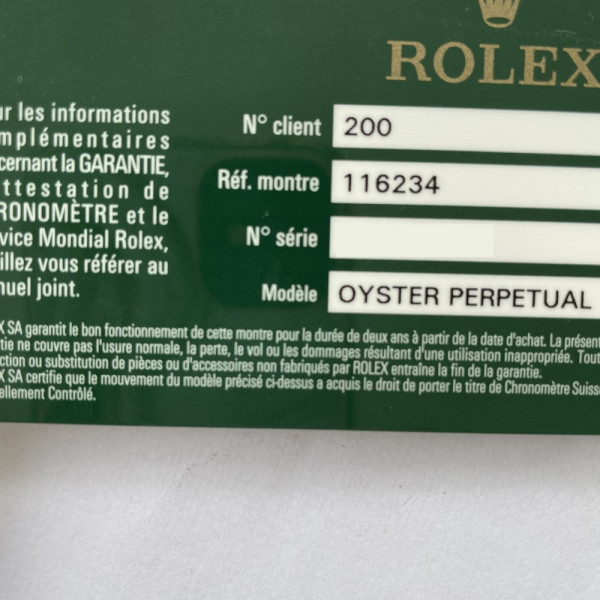 ROLEX
ur les informations
mplémentaires
cernant la GARANTIE,
ttestation de
RONOMÈTRE et le
vice Mondial Rolex,
illez vous référer au
nuel joint.
N° client 200
Réf. montre 116234
N° série
Modèle OYSTER PERPETUAL
X SA garantit le bon fonctionnement de cette montre pour la durée de deux ans à partir de la date d'achat. La présent
tie ne couvre pas l'usure normale, la perte, le vol ou les dommages résultant d'une utilisation inappropriée. Tout
ction ou substitution de pièces ou d'accessoires non fabriqués par ROLEX entraîne la fin de la garantie.
X SA certifie que le mouvement du modèle précisé ci-dessus a acquis le droit de porter le titre de Chronomètre Suisse
ellement Contrôlé.